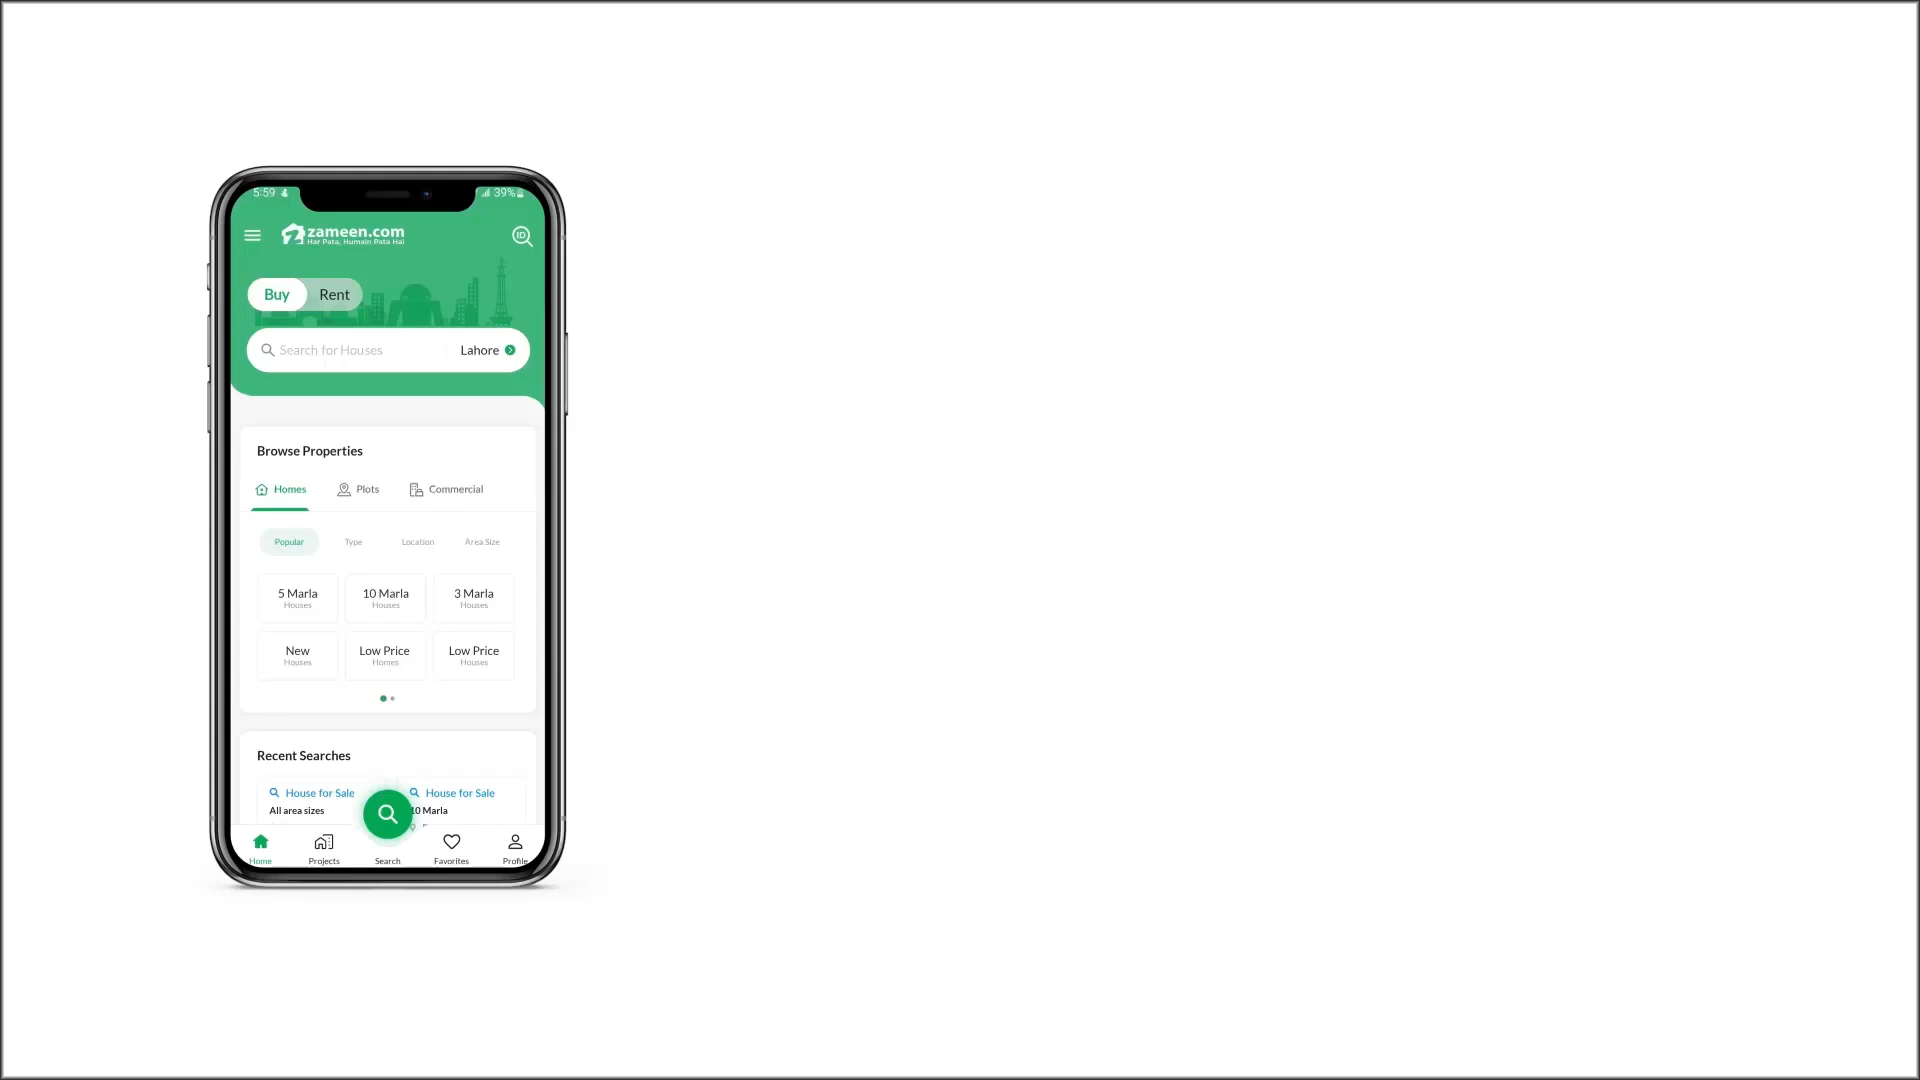 5:59 39%
zameen.com
Har Pata, Humain Pata Hai
ID
Buy Rent
Search for Houses Lahore
Browse Properties
Homes Plots Commercial
Popular Type Location Area Size
5 Marla 10 Marla 3 Marla
Houses Houses Houses
New Low Price Low Price
Houses Homes Houses
Recent Searches
House for Sale House for Sale
All area sizes 10 Marla
Home Projects Search Favorites Profile